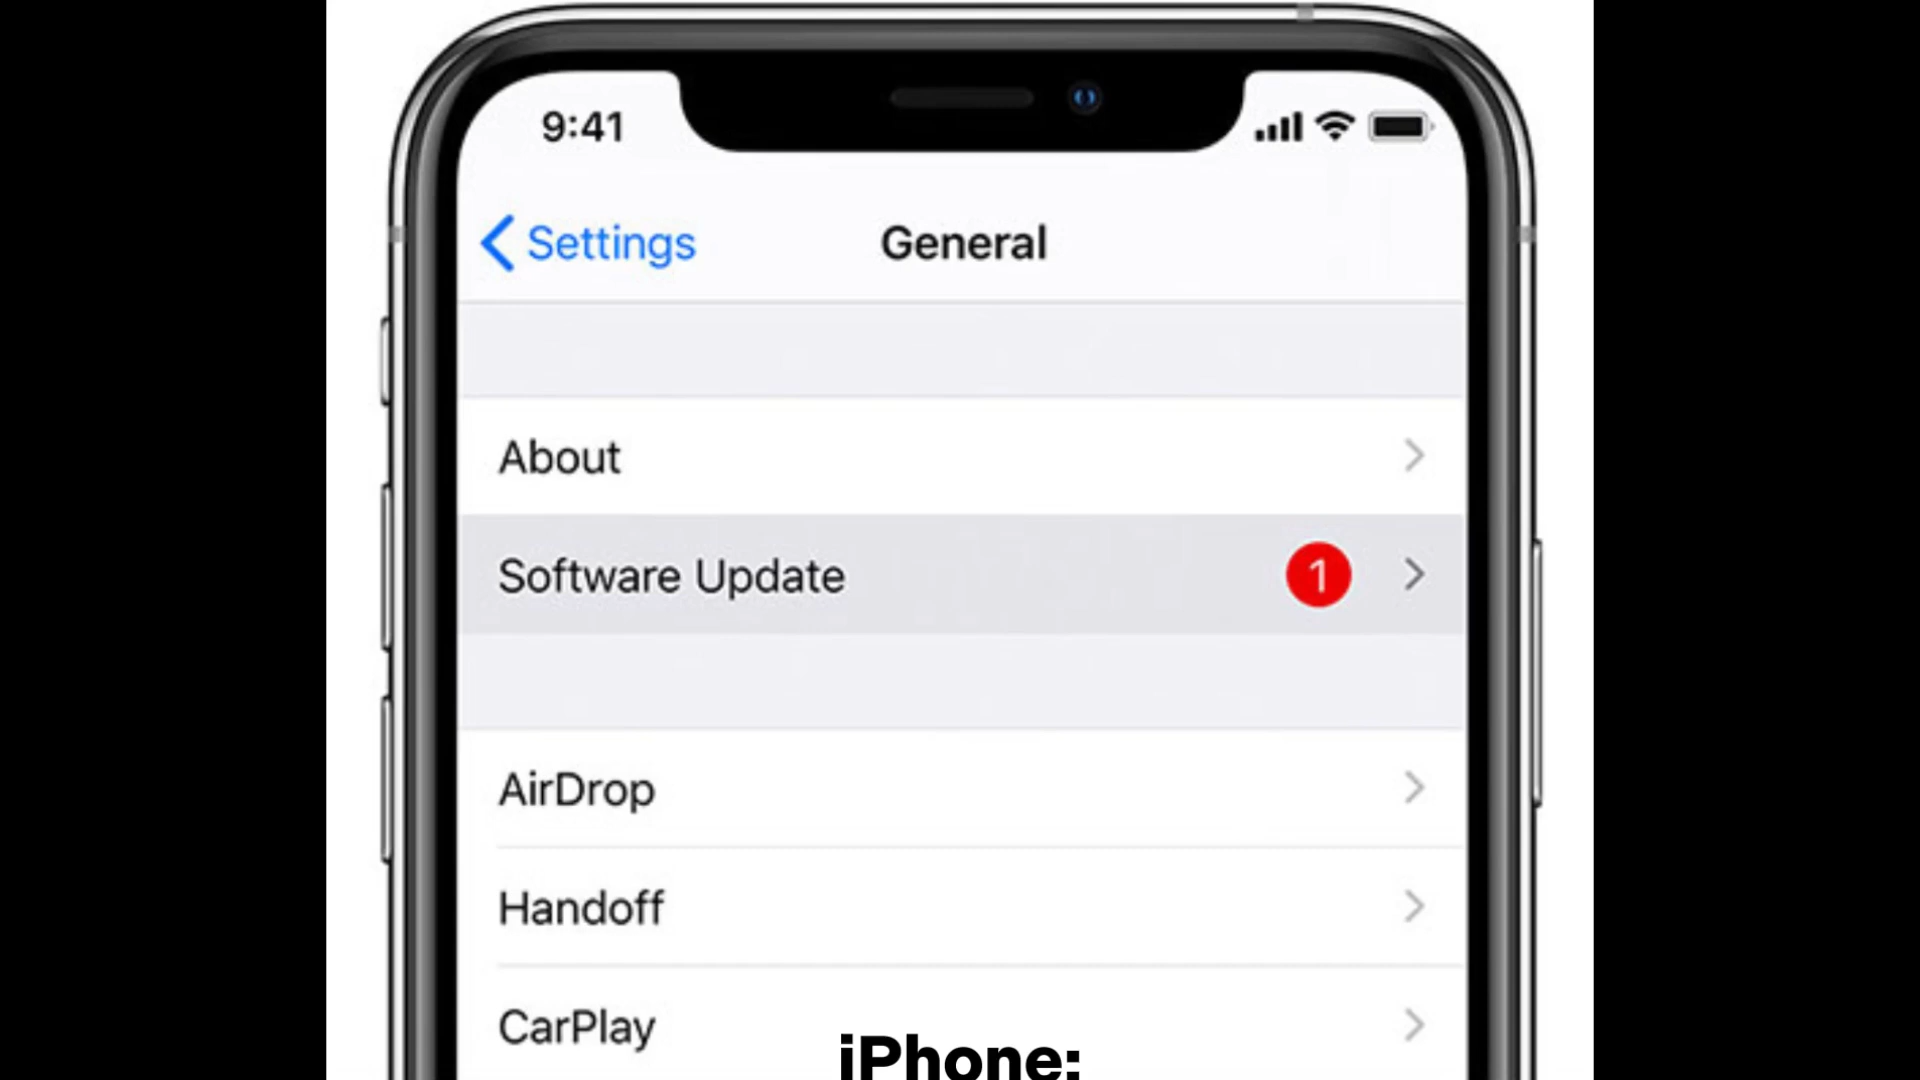 9:41
Settings
General
About
Software Update
1
AirDrop
Handoff
CarPlay
iPhone: